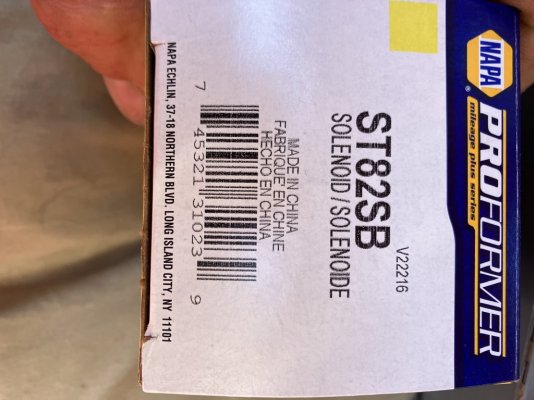 NAPA
PROFORMER
mileage plus series
V22216
ST82SB
SOLENOID / SOLENOIDE
MADE IN CHINA
FABRIQUE EN CHINE
HECHO EN CHINA
7 45321 31023 9
NAPA ECHLIN, 37-18 NORTHERN BLVD. LONG ISLAND CITY, NY 11101